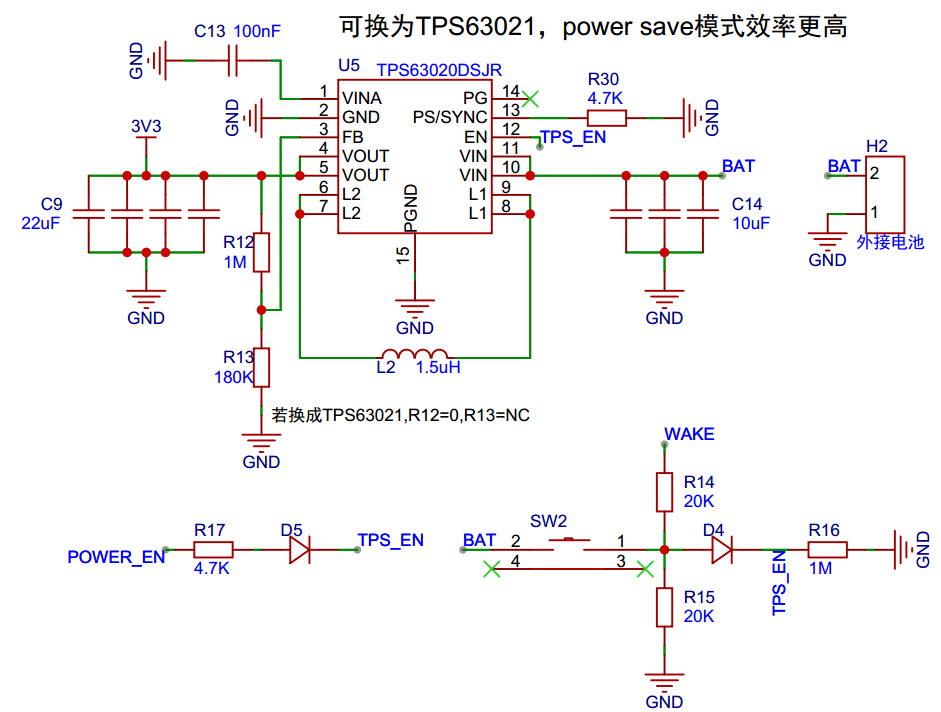 可换为TPS63021，power save模式效率更高
C13 100nF
GND
U5
TPS63020DSJR
1
VINA
2
GND
3
FB
4
VOUT
5
VOUT
6
L2
7
L2
PGND
15
14
PG
13
PS/SYNC
12
EN
11
VIN
10
VIN
9
L1
8
L1
GND
R30
4.7K
GND
TPS_EN
3V3
C9
22uF
GND
R12
1M
R13
180K
GND
GND
L2
1.5uH
BAT
C14
10uF
GND
H2
BAT
2
1
GND
外接电池
若换成TPS63021,R12=0,R13=NC
POWER_EN
R17
4.7K
D5
TPS_EN
WAKE
R14
20K
SW2
BAT
2
1
4
3
D4
TPS_EN
R16
1M
GND
R15
20K
GND